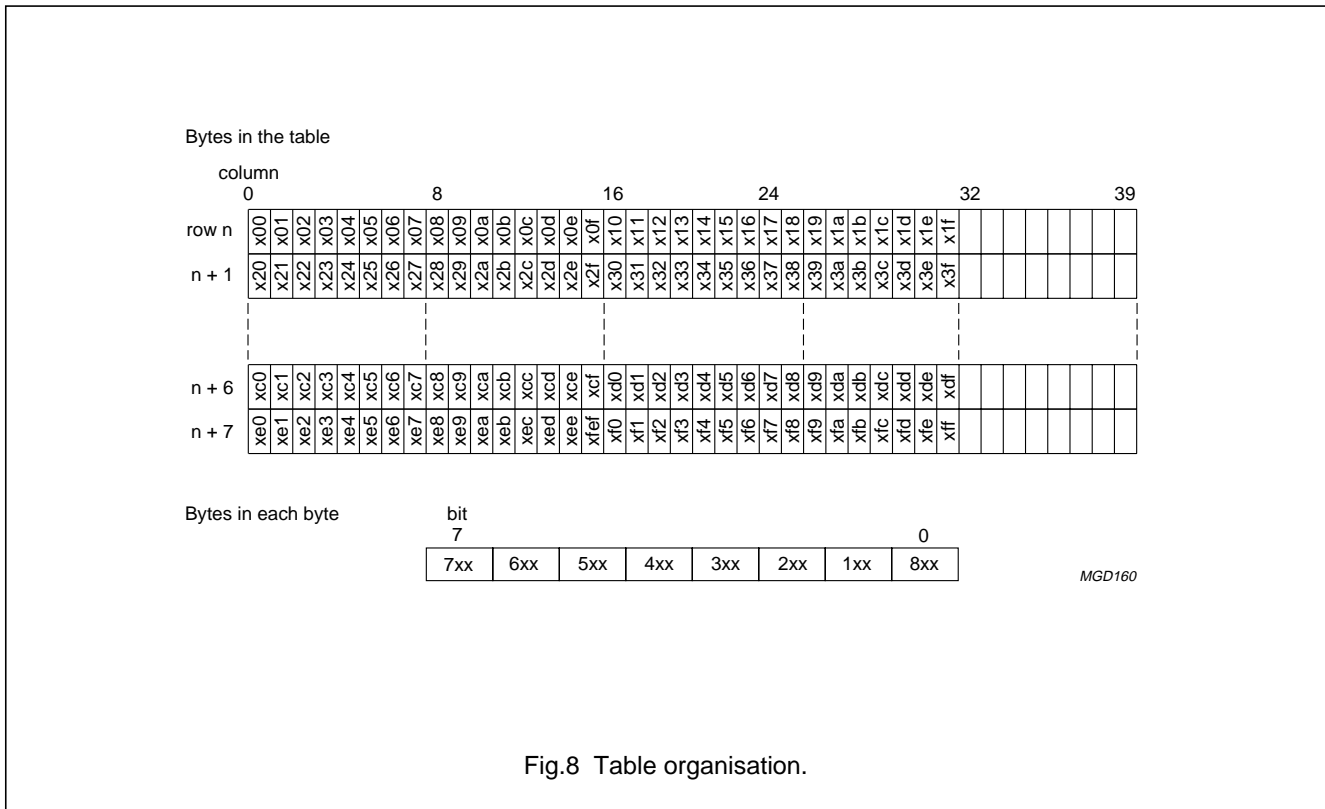 Bytes in the table
column
0 8 16 24 32 39
row n x00 x01 x02 x03 x04 x05 x06 x07 x08 x09 x0a x0b x0c x0d x0e x0f x10 x11 x12 x13 x14 x15 x16 x17 x18 x19 x1a x1b x1c x1d x1e x1f
n + 1 x20 x21 x22 x23 x24 x25 x26 x27 x28 x29 x2a x2b x2c x2d x2e x2f x30 x31 x32 x33 x34 x35 x36 x37 x38 x39 x3a x3b x3c x3d x3e x3f
n + 6 xc0 xc1 xc2 xc3 xc4 xc5 xc6 xc7 xc8 xc9 xca xcb xcc xcd xce xcf xd0 xd1 xd2 xd3 xd4 xd5 xd6 xd7 xd8 xd9 xda xdb xdc xdd xde xdf
n + 7 xe0 xe1 xe2 xe3 xe4 xe5 xe6 xe7 xe8 xe9 xea xeb xec xed xee xfef xf0 xf1 xf2 xf3 xf4 xf5 xf6 xf7 xf8 xf9 xfa xfb xfc xfd xfe xff
Bytes in each byte bit
7 0
7xx 6xx 5xx 4xx 3xx 2xx 1xx 8xx
MGD160
Fig.8 Table organisation.